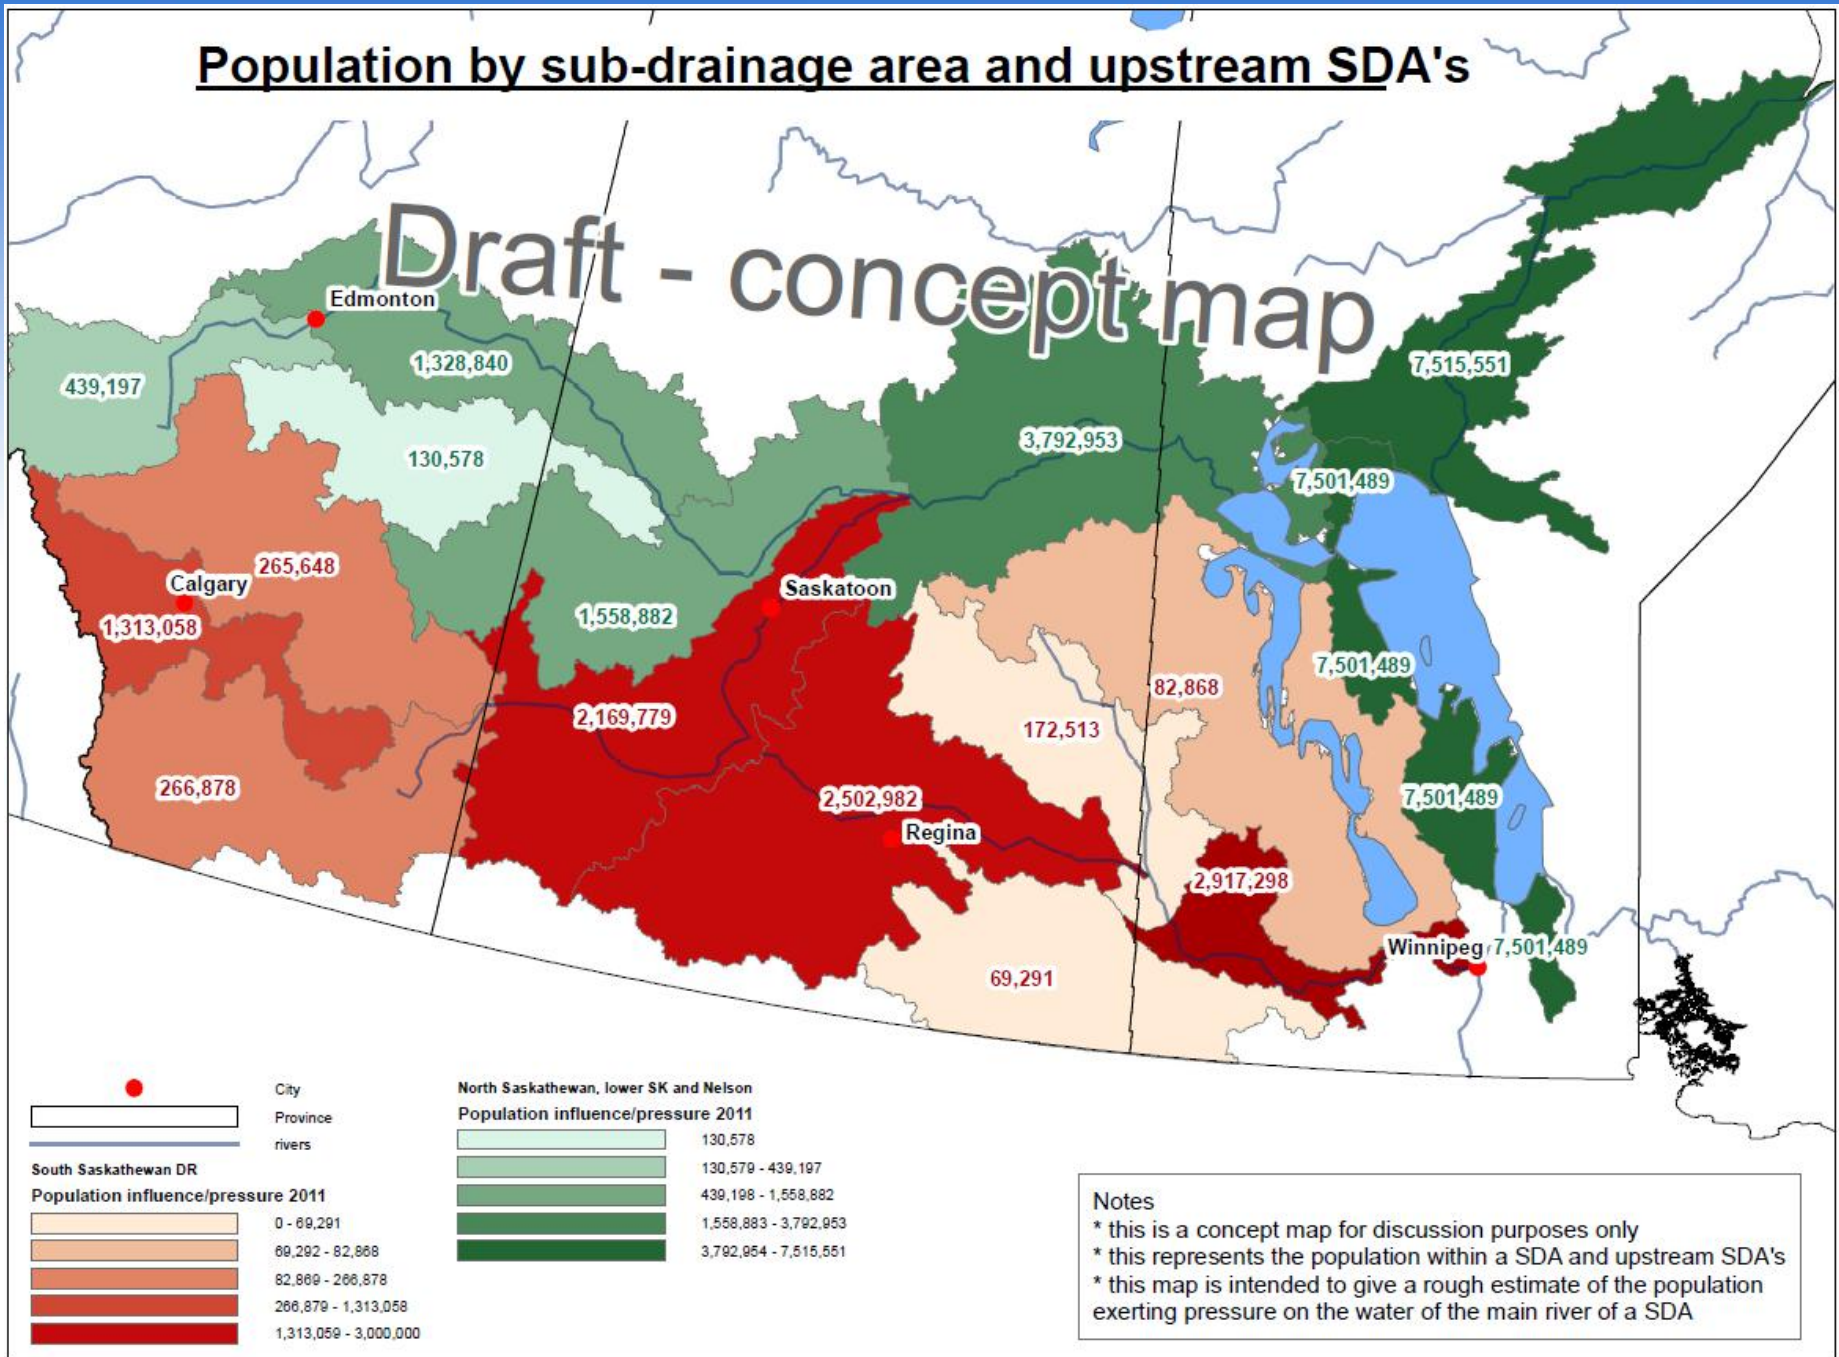 Population by sub-drainage area and upstream SDA's
Draft - concept map
Edmonton
1,328,840
439,197
130,578
3,792,953
7,515,551
7,501,489
265,648
Calgary
1,313,058
Saskatoon
1,558,882
7,501,489
82,868
2,169,779
172,513
266,878
2,502,982
7,501,489
Regina
2,917,298
Winnipeg
7,501,489
69,291
City
Province
rivers
South Saskathewan DR
Population influence/pressure 2011
0 - 69,291
69,292 - 82,868
82,869 - 266,878
266,879 - 1,313,058
1,313,059 - 3,000,000
North Saskathewan, lower SK and Nelson
Population influence/pressure 2011
130,578
130,579 - 439,197
439,198 - 1,558,882
1,558,883 - 3,792,953
3,792,954 - 7,515,551
Notes
* this is a concept map for discussion purposes only
* this represents the population within a SDA and upstream SDA's
* this map is intended to give a rough estimate of the population
exerting pressure on the water of the main river of a SDA